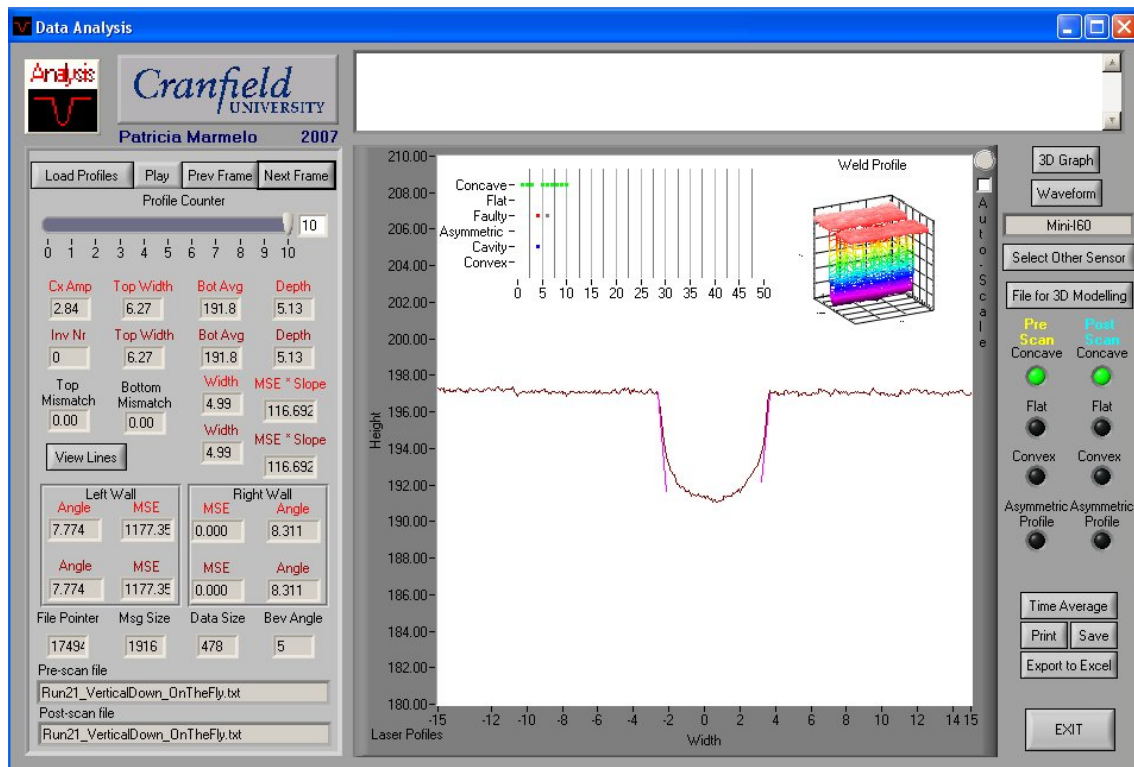 Data Analysis
Analysis
Cranfield
UNIVERSITY
Patricia Marmelo 2007
Load Profiles Play Prev Frame Next Frame
Profile Counter
10
0 1 2 3 4 5 6 7 8 9 10
Cx Amp Top Width Bot Avg Depth
2.84 6.27 191.8 5.13
Inv Nr Top Width Bot Avg Depth
0 6.27 191.8 5.13
Top Mismatch Bottom Mismatch Width MSE * Slope
0.00 0.00 4.99 116.692
Width MSE * Slope
View Lines 4.99 116.692
Left Wall Right Wall
Angle MSE MSE Angle
7.774 1177.35 0.000 8.311
Angle MSE MSE Angle
7.774 1177.35 0.000 8.311
File Pointer Msg Size Data Size Bev Angle
17494 1916 478 5
Pre-scan file
Run21_VerticalDown_OnTheFly.txt
Post-scan file
Run21_VerticalDown_OnTheFly.txt
210.00
208.00
206.00
204.00
202.00
200.00
198.00
196.00
194.00
192.00
190.00
188.00
186.00
184.00
182.00
180.00
Height
Concave
Flat
Faulty
Asymmetric
Cavity
Convex
0 5 10 15 20 25 30 35 40 45 50
Weld Profile
Auto-Scale
-15 -12 -10 -8 -6 -4 -2 0 2 4 6 8 10 12 14 15
Laser Pofiles
Width
3D Graph
Waveform
Mini-I60
Select Other Sensor
File for 3D Modelling
Pre Scan Post Scan
Concave Concave
Flat Flat
Convex Convex
Asymmetric Profile Asymmetric Profile
Time Average
Print Save
Export to Excel
EXIT